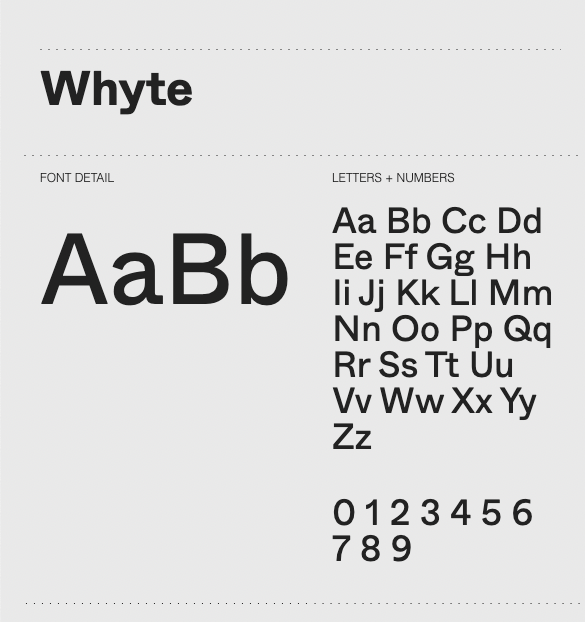 Whyte
FONT DETAIL
AaBb
LETTERS + NUMBERS
Aa Bb Cc Dd
Ee Ff Gg Hh
Ii Jj Kk Ll Mm
Nn Oo Pp Qq
Rr Ss Tt Uu
Vv Ww Xx Yy
Zz
0 1 2 3 4 5 6
7 8 9